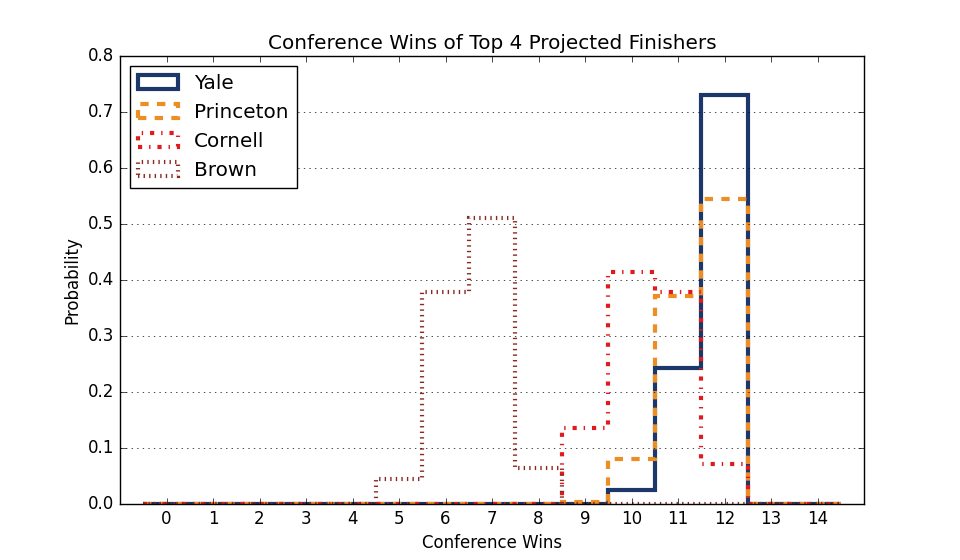 Conference Wins of Top 4 Projected Finishers
Yale
Princeton
Cornell
Brown
Probability
0.8
0.7
0.6
0.5
0.4
0.3
0.2
0.1
0.0
0 1 2 3 4 5 6 7 8 9 10 11 12 13 14
Conference Wins